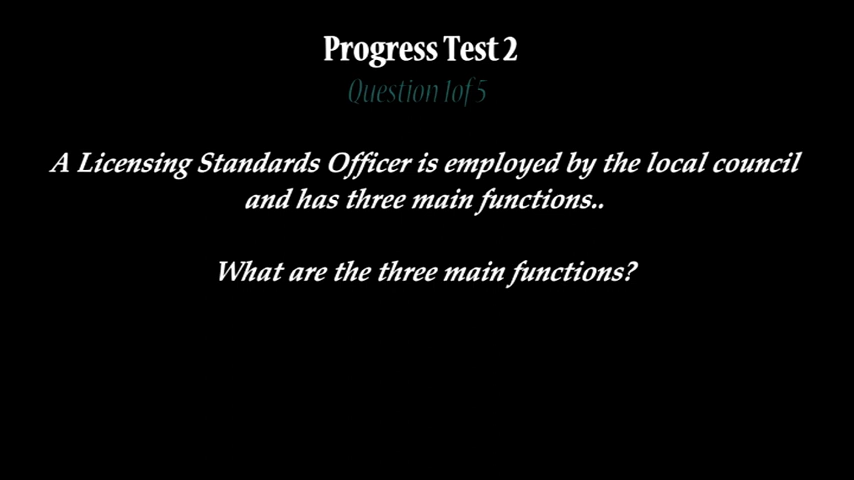 Progress Test 2
Question 1of 5
A Licensing Standards Officer is employed by the local council
and has three main functions..
What are the three main functions?